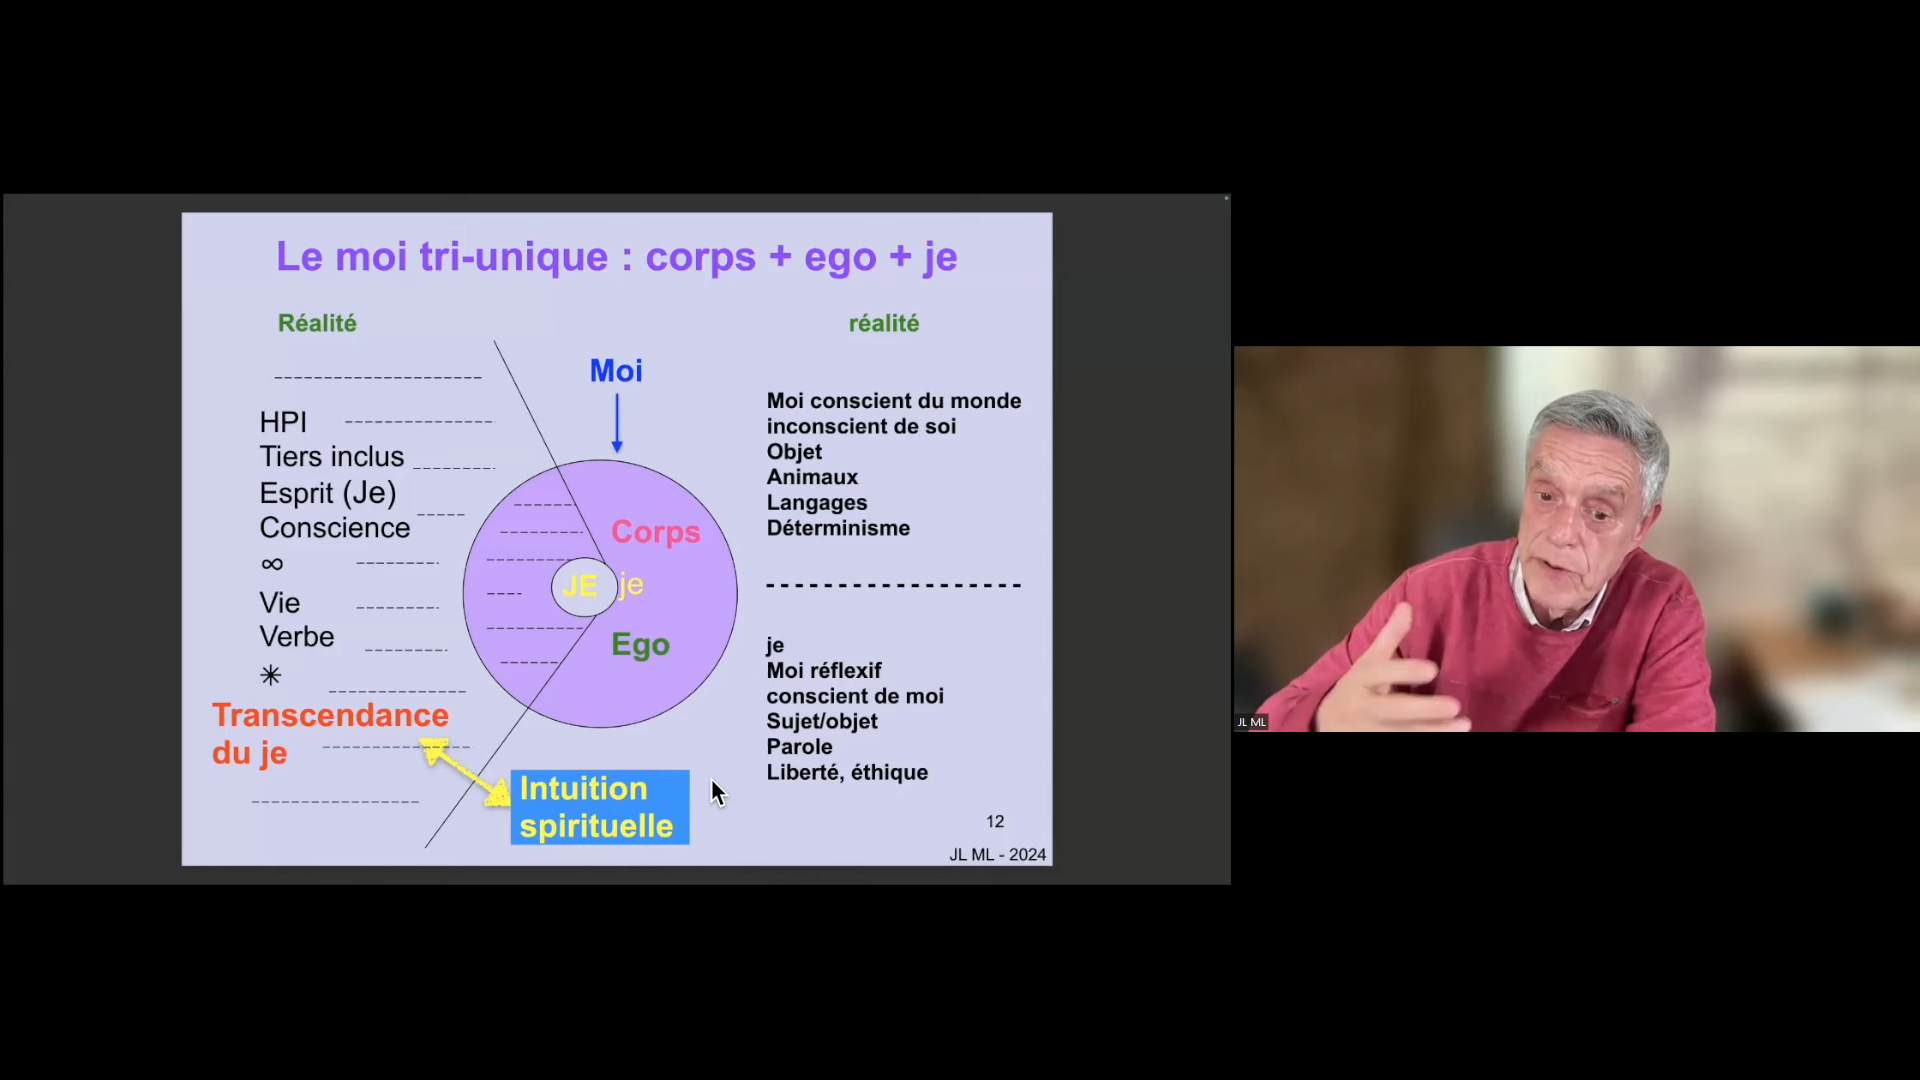 Le moi tri-unique : corps + ego + je
Réalité
réalité
HPI
Tiers inclus
Esprit (Je)
Conscience
∞
Vie
Verbe
✳
Transcendance
du je
Moi
Corps
JE
je
Ego
Intuition
spirituelle
Moi conscient du monde
inconscient de soi
Objet
Animaux
Langages
Déterminisme
je
Moi réflexif
conscient de moi
Sujet/objet
Parole
Liberté, éthique
12
JL ML - 2024
JL ML